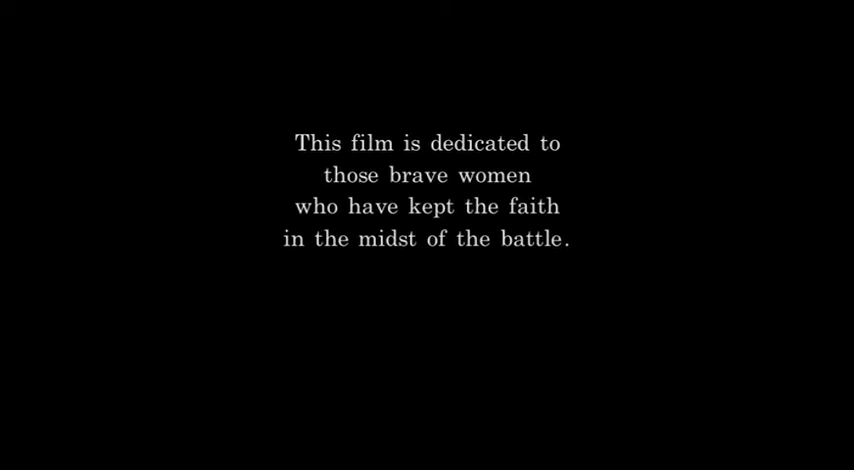 This film is dedicated to
those brave women
who have kept the faith
in the midst of the battle.